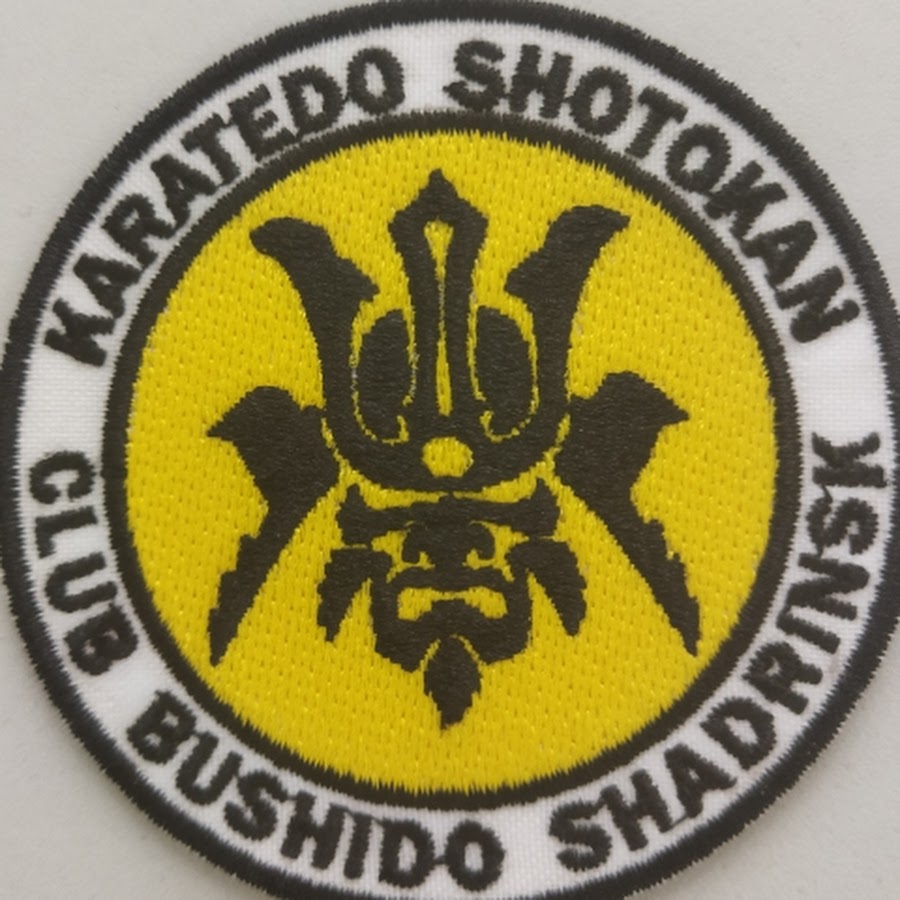 KARATEDO SHOTOKAN
CLUB BUSHIDO SHADRINSK